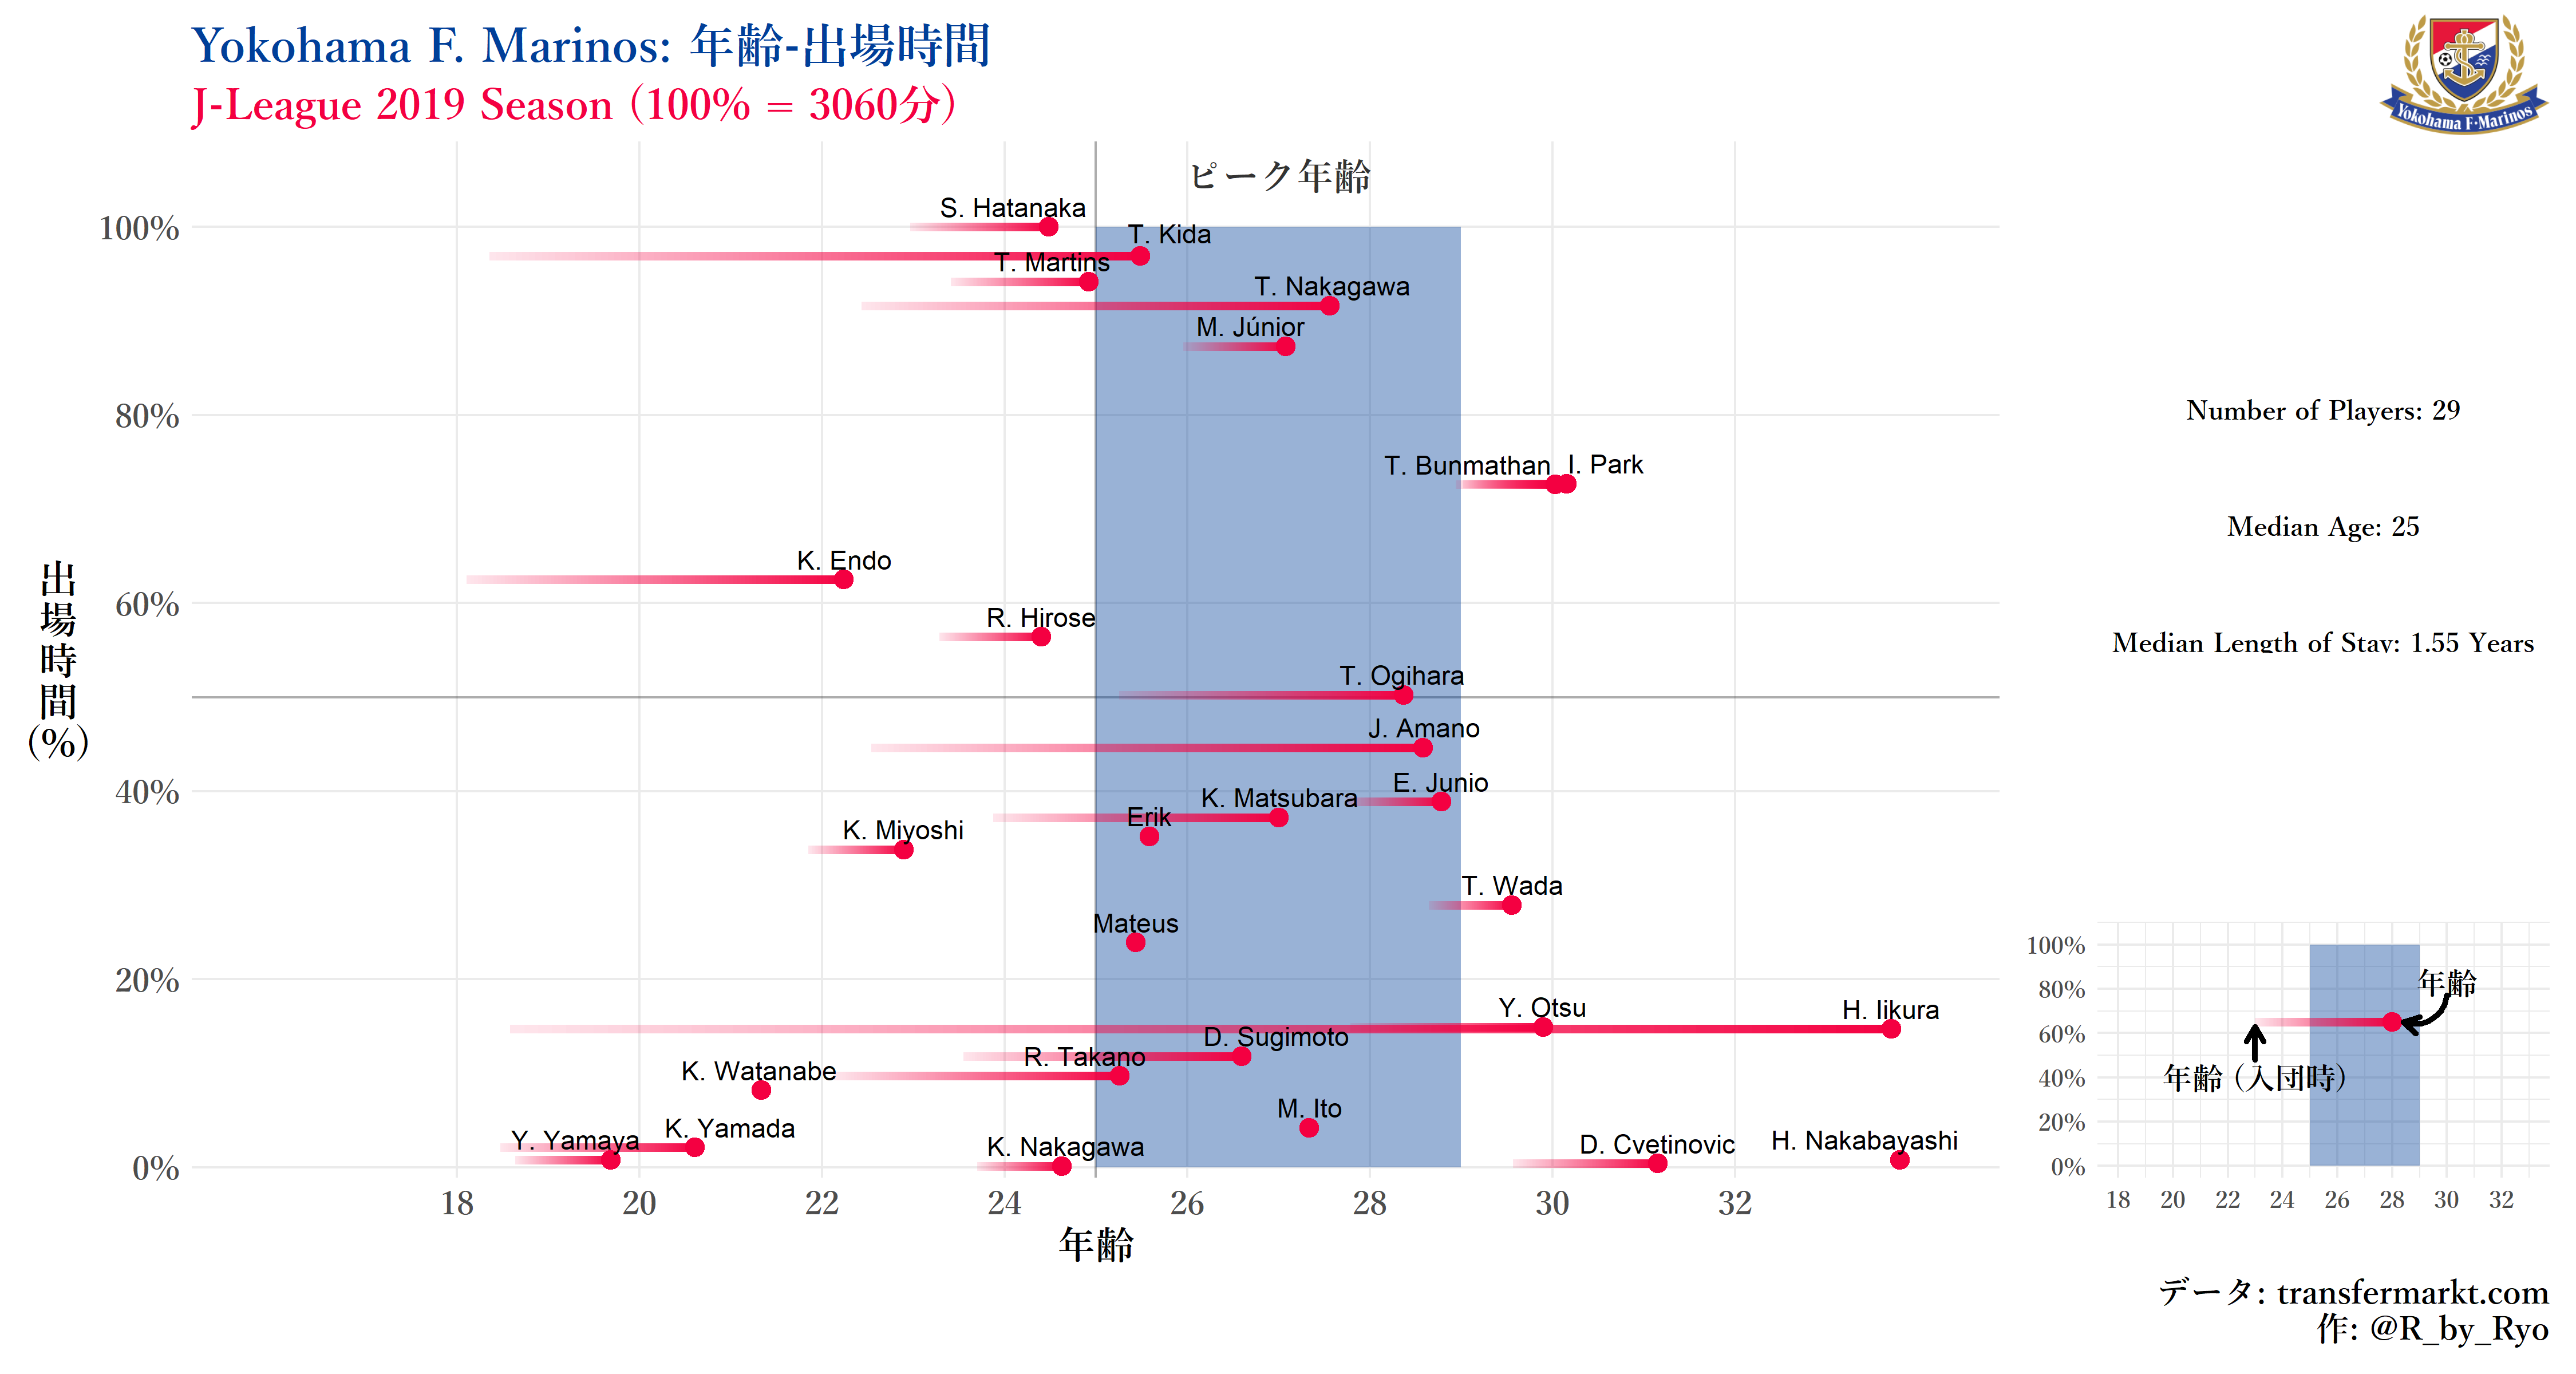 Yokohama F. Marinos: 年齢-出場時間
J-League 2019 Season (100% = 3060分)
Yokohama F·Marinos
ピーク年齢
S. Hatanaka
100%
T. Kida
T. Martins
T. Nakagawa
M. Júnior
80%
T. Bunmathan
I. Park
K. Endo
60%
R. Hirose
T. Ogihara
J. Amano
E. Junio
40%
K. Matsubara
Erik
K. Miyoshi
T. Wada
Mateus
20%
Y. Otsu
H. Iikura
D. Sugimoto
R. Takano
K. Watanabe
M. Ito
K. Yamada
Y. Yamaya
K. Nakagawa
D. Cvetinovic
H. Nakabayashi
0%
18 20 22 24 26 28 30 32
年齢
出場時間(%)
Number of Players: 29
Median Age: 25
Median Length of Stay: 1.55 Years
100%
80%
60%
40%
20%
0%
年齢
年齢 (入団時)
18 20 22 24 26 28 30 32
データ: transfermarkt.com
作: @R_by_Ryo